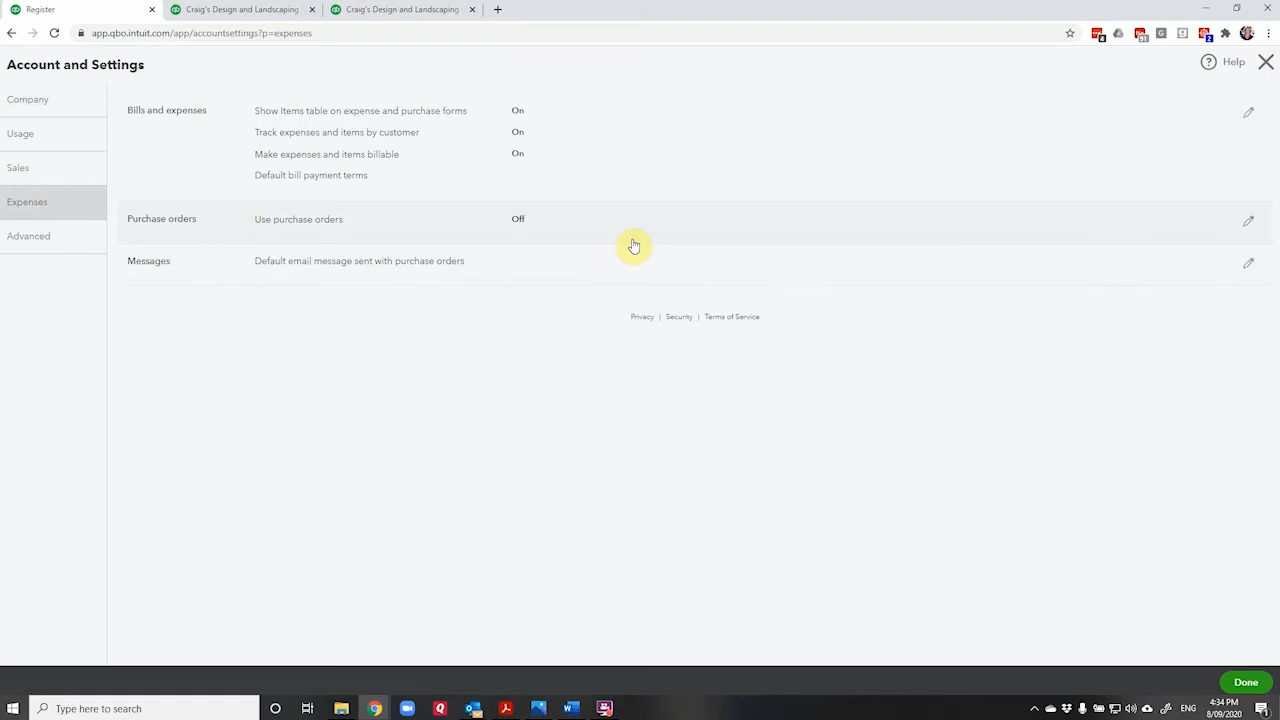 Register
Craig's Design and Landscaping
Craig's Design and Landscaping
app.qbo.intuit.com/app/accountsettings?p=expenses
Account and Settings
Help
Company
Usage
Sales
Expenses
Advanced
Bills and expenses
Show Items table on expense and purchase forms On
Track expenses and items by customer On
Make expenses and items billable On
Default bill payment terms
Purchase orders
Use purchase orders Off
Messages
Default email message sent with purchase orders
Privacy | Security | Terms of Service
Done
Type here to search
ENG
4:34 PM
8/09/2020